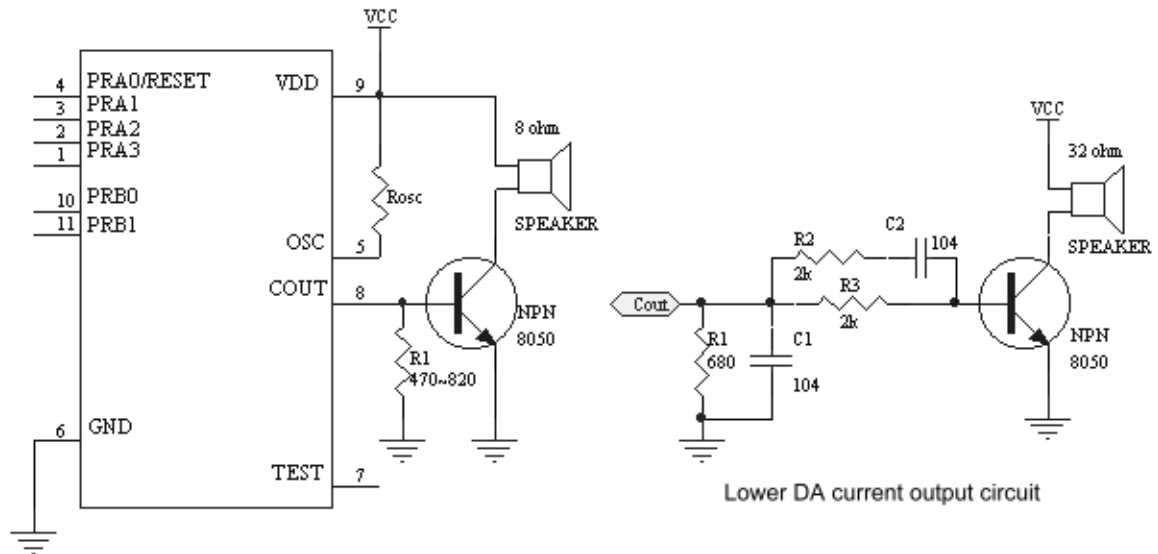 VCC
4 PRA0/RESET
3 PRA1
2 PRA2
1 PRA3
10 PRB0
11 PRB1
VDD 9
Rosc
OSC 5
COUT 8
8 ohm
SPEAKER
NPN
8050
R1
470~820
6 GND
TEST 7
VCC
32 ohm
SPEAKER
C2
104
R2
2k
R3
2k
Cout
R1
680
C1
104
NPN
8050
Lower DA current output circuit